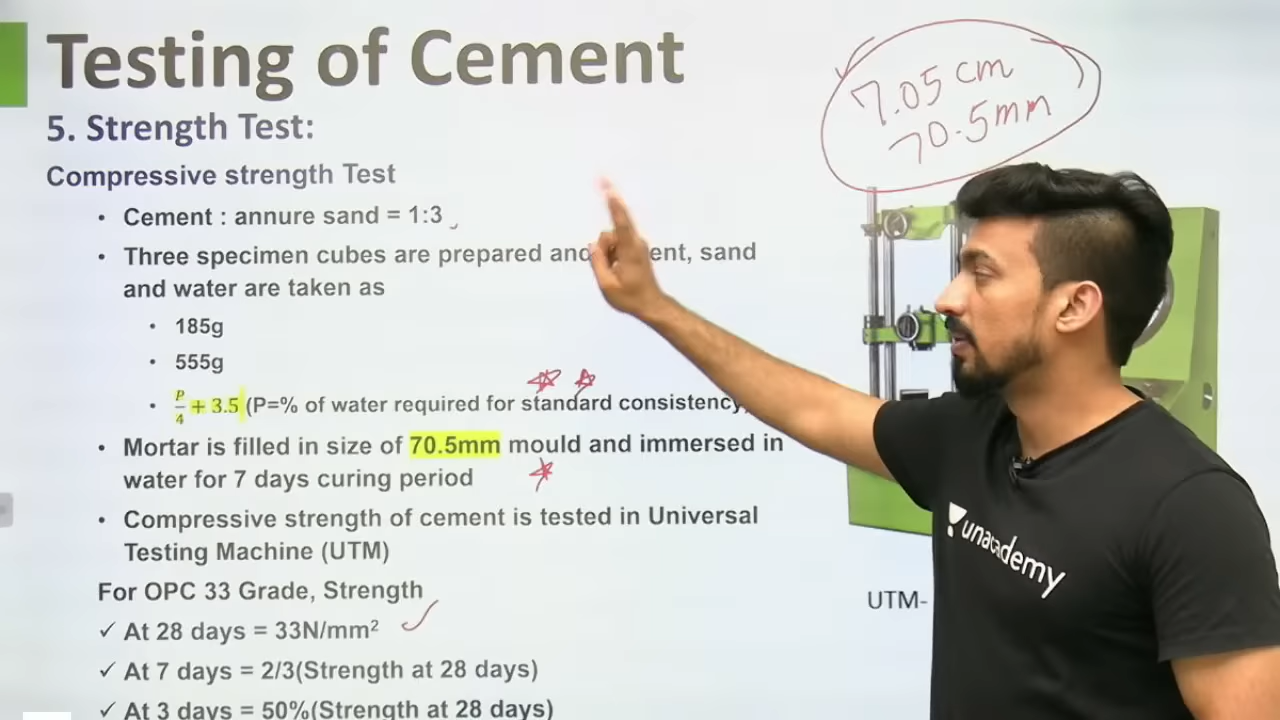 Testing of Cement
7.05 cm
70.5mm
5. Strength Test:
Compressive strength Test
• Cement : annure sand = 1:3
• Three specimen cubes are prepared and ent, sand
and water are taken as
• 185g
• 555g
• P/4 + 3.5 (P=% of water required for standard consistency)
• Mortar is filled in size of 70.5mm mould and immersed in
water for 7 days curing period
• Compressive strength of cement is tested in Universal
Testing Machine (UTM)
For OPC 33 Grade, Strength
✓ At 28 days = 33N/mm²
✓ At 7 days = 2/3(Strength at 28 days)
✓ At 3 days = 50%(Strength at 28 days)
UTM-
unacademy